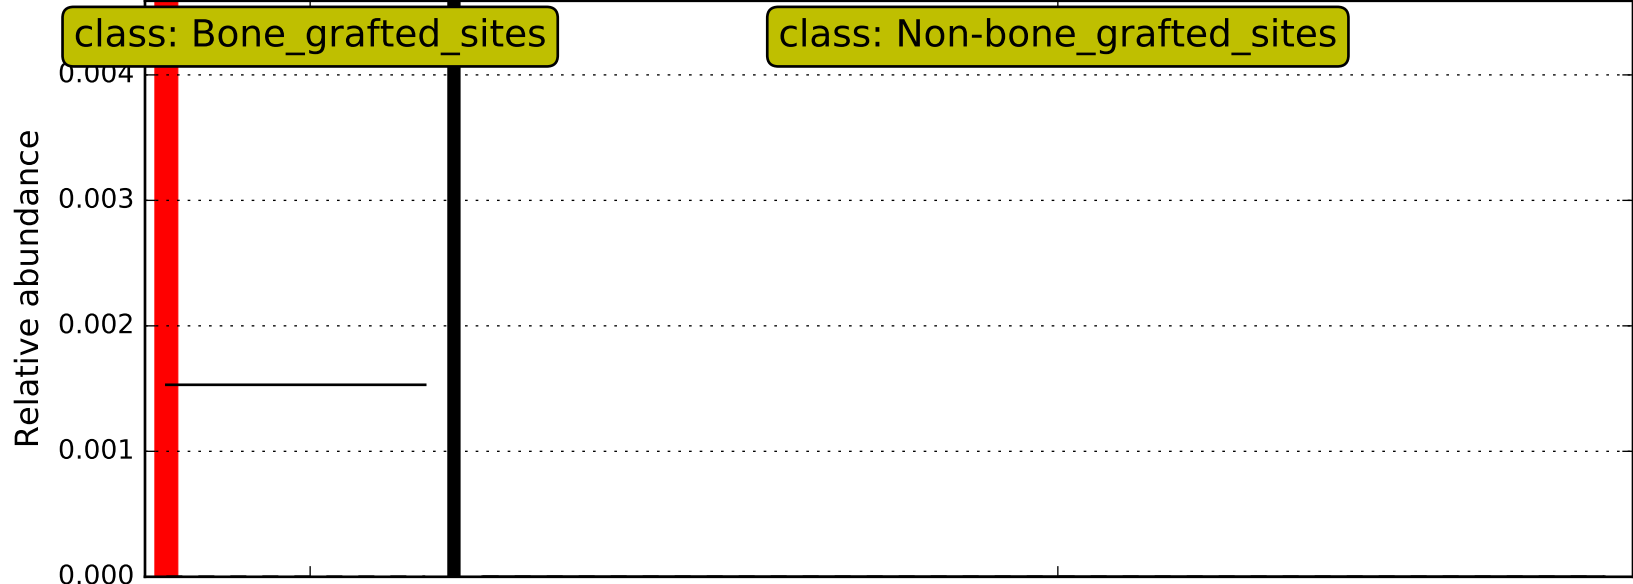 class: Bone_grafted_sites
class: Non-bone_grafted_sites
0.004
0.003
0.002
0.001
0.000
Relative abundance